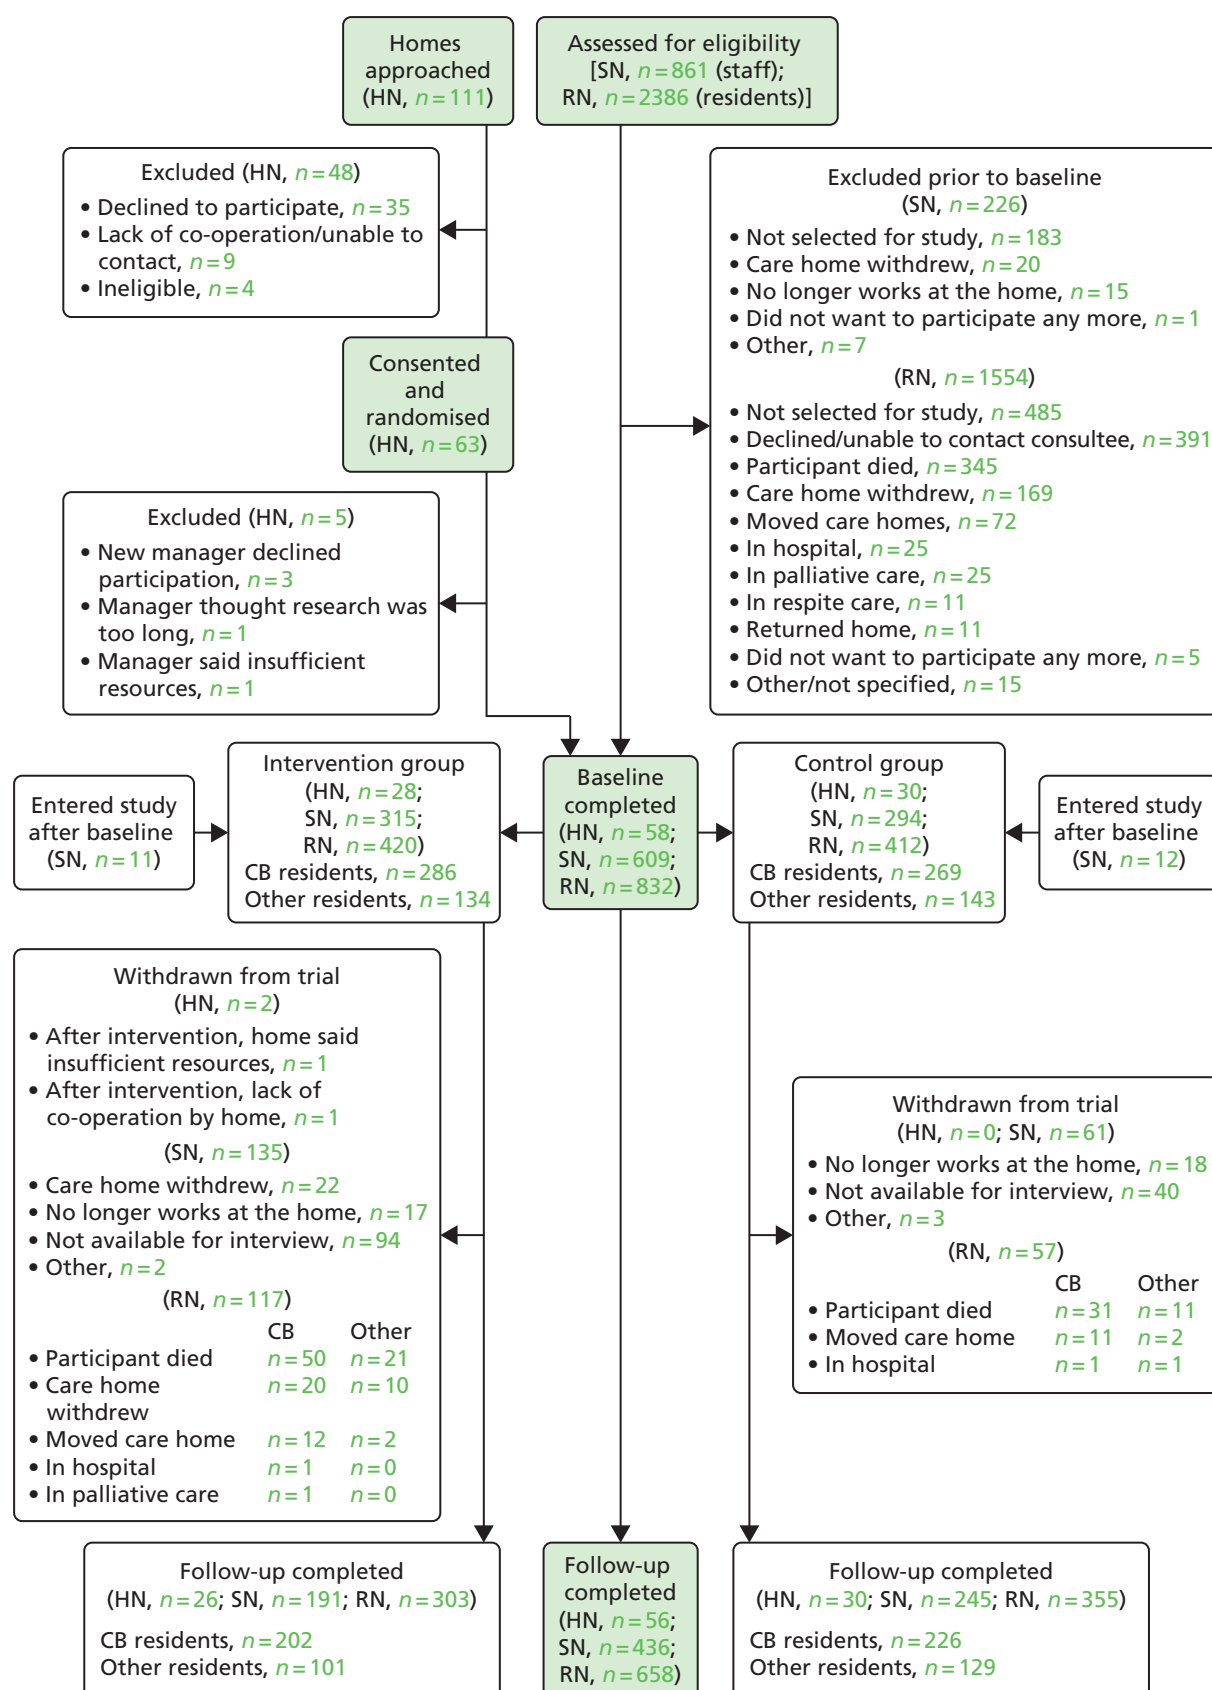 Homes
approached
(HN, n=111)
Assessed for eligibility
[SN, n=861 (staff);
RN, n=2386 (residents)]
Excluded (HN, n=48)
• Declined to participate, n=35
• Lack of co-operation/unable to
contact, n=9
• Ineligible, n=4
Excluded prior to baseline
(SN, n=226)
• Not selected for study, n=183
• Care home withdrew, n=20
• No longer works at the home, n=15
• Did not want to participate any more, n=1
• Other, n=7
(RN, n=1554)
• Not selected for study, n=485
• Declined/unable to contact consultee, n=391
• Participant died, n=345
• Care home withdrew, n=169
• Moved care homes, n=72
• In hospital, n=25
• In palliative care, n=25
• In respite care, n=11
• Returned home, n=11
• Did not want to participate any more, n=5
• Other/not specified, n=15
Consented
and
randomised
(HN, n=63)
Excluded (HN, n=5)
• New manager declined
participation, n=3
• Manager thought research was
too long, n=1
• Manager said insufficient
resources, n=1
Entered study
after baseline
(SN, n=11)
Intervention group
(HN, n=28;
SN, n=315;
RN, n=420)
CB residents, n=286
Other residents, n=134
Baseline
completed
(HN, n=58;
SN, n=609;
RN, n=832)
Control group
(HN, n=30;
SN, n=294;
RN, n=412)
CB residents, n=269
Other residents, n=143
Entered study
after baseline
(SN, n=12)
Withdrawn from trial
(HN, n=2)
• After intervention, home said
insufficient resources, n=1
• After intervention, lack of
co-operation by home, n=1
(SN, n=135)
• Care home withdrew, n=22
• No longer works at the home, n=17
• Not available for interview, n=94
• Other, n=2
(RN, n=117)
CB Other
• Participant died n=50 n=21
• Care home n=20 n=10
withdrew
• Moved care home n=12 n=2
• In hospital n=1 n=0
• In palliative care n=1 n=0
Withdrawn from trial
(HN, n=0; SN, n=61)
• No longer works at the home, n=18
• Not available for interview, n=40
• Other, n=3
(RN, n=57)
CB Other
• Participant died n=31 n=11
• Moved care home n=11 n=2
• In hospital n=1 n=1
Follow-up completed
(HN, n=26; SN, n=191; RN, n=303)
CB residents, n=202
Other residents, n=101
Follow-up
completed
(HN, n=56;
SN, n=436;
RN, n=658)
Follow-up completed
(HN, n=30; SN, n=245; RN, n=355)
CB residents, n=226
Other residents, n=129